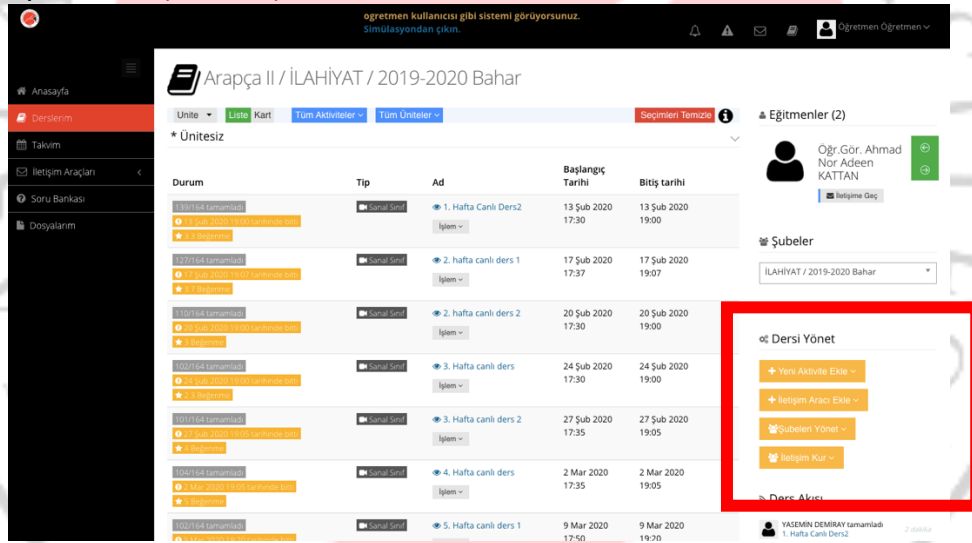 ogretmen kullanıcısı gibi sistemi görüyorsunuz.
Simülasyondan çıkın.
Öğretmen Öğretmen
Anasayfa
Derslerim
Takvim
İletişim Araçları
Soru Bankası
Dosyalarım
Arapça II / İLAHİYAT / 2019-2020 Bahar
Unite Liste Kart Tüm Aktiviteler Tüm Üniteler Seçimleri Temizle
* Ünitesiz
Durum Tip Ad Başlangıç Tarihi Bitiş tarihi
139/164 tamamladı
13 Şub 2020 19:00 tarihinde bitti
3.3 Beğenme
Sanal Sınıf
1. Hafta Canlı Ders2
İşlem
13 Şub 2020 17:30
13 Şub 2020 19:00
127/164 tamamladı
17 Şub 2020 19:07 tarihinde bitti
3.7 Beğenme
Sanal Sınıf
2. hafta canlı ders 1
İşlem
17 Şub 2020 17:37
17 Şub 2020 19:07
110/164 tamamladı
20 Şub 2020 19:00 tarihinde bitti
3 Beğenme
Sanal Sınıf
2. hafta canlı ders 2
İşlem
20 Şub 2020 17:30
20 Şub 2020 19:00
102/164 tamamladı
24 Şub 2020 19:00 tarihinde bitti
2.3 Beğenme
Sanal Sınıf
3. Hafta canlı ders
İşlem
24 Şub 2020 17:30
24 Şub 2020 19:00
101/164 tamamladı
27 Şub 2020 19:05 tarihinde bitti
4 Beğenme
Sanal Sınıf
3. Hafta canlı ders 2
İşlem
27 Şub 2020 17:35
27 Şub 2020 19:05
104/164 tamamladı
2 Mar 2020 19:05 tarihinde bitti
5 Beğenme
Sanal Sınıf
4. Hafta canlı ders
İşlem
2 Mar 2020 17:35
2 Mar 2020 19:05
102/164 tamamladı
9 Mar 2020 19:20 tarihinde bitti
Sanal Sınıf
5. Hafta canlı ders 1
9 Mar 2020 17:50
9 Mar 2020 19:20
Eğitmenler (2)
Öğr.Gör. Ahmad
Nor Adeen
KATTAN
İletişime Geç
Şubeler
İLAHİYAT / 2019-2020 Bahar
Dersi Yönet
Yeni Aktivite Ekle
İletişim Aracı Ekle
Şubeleri Yönet
İletişim Kur
Ders Akışı
YASEMİN DEMİRAY tamamladı
1. Hafta Canlı Ders2
2 dakika